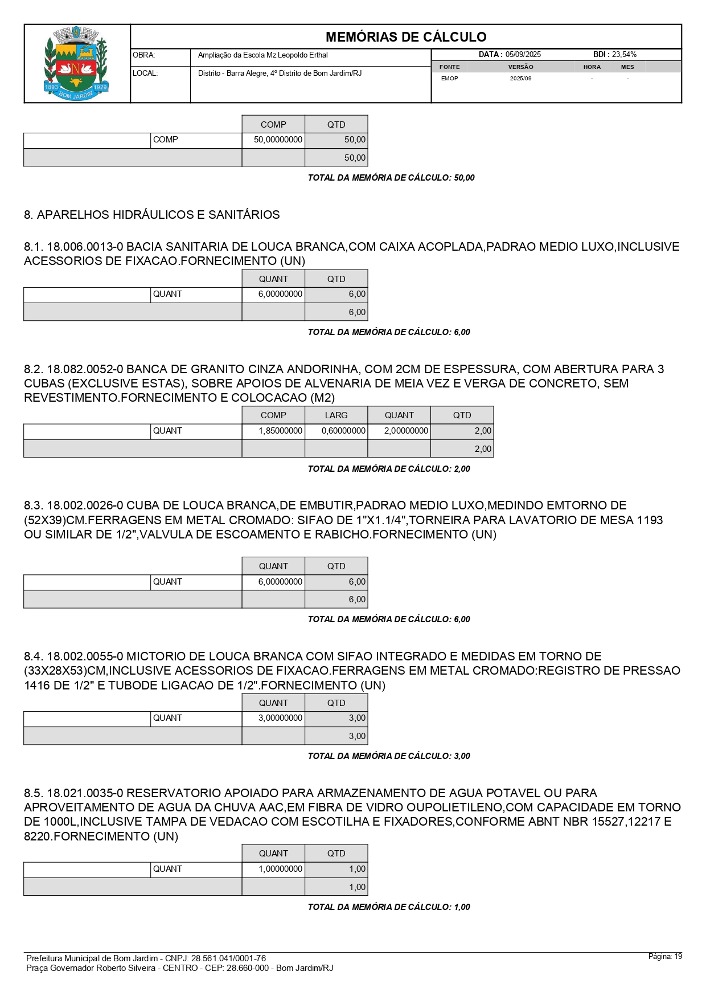 MEMÓRIAS DE CÁLCULO
OBRA: Ampliação da Escola Mz Leopoldo Erthal
LOCAL: Distrito - Barra Alegre, 4º Distrito de Bom Jardim/RJ
DATA : 05/09/2025 BDI : 23,54%
FONTE VERSÃO HORA MES
EMOP 2025/09 - -
1893 N 1929
BOM JARDIM
COMP QTD
COMP 50,00000000 50,00
50,00
TOTAL DA MEMÓRIA DE CÁLCULO: 50,00
8. APARELHOS HIDRÁULICOS E SANITÁRIOS
8.1. 18.006.0013-0 BACIA SANITARIA DE LOUCA BRANCA,COM CAIXA ACOPLADA,PADRAO MEDIO LUXO,INCLUSIVE
ACESSORIOS DE FIXACAO.FORNECIMENTO (UN)
QUANT QTD
QUANT 6,00000000 6,00
6,00
TOTAL DA MEMÓRIA DE CÁLCULO: 6,00
8.2. 18.082.0052-0 BANCA DE GRANITO CINZA ANDORINHA, COM 2CM DE ESPESSURA, COM ABERTURA PARA 3
CUBAS (EXCLUSIVE ESTAS), SOBRE APOIOS DE ALVENARIA DE MEIA VEZ E VERGA DE CONCRETO, SEM
REVESTIMENTO.FORNECIMENTO E COLOCACAO (M2)
COMP LARG QUANT QTD
QUANT 1,85000000 0,60000000 2,00000000 2,00
2,00
TOTAL DA MEMÓRIA DE CÁLCULO: 2,00
8.3. 18.002.0026-0 CUBA DE LOUCA BRANCA,DE EMBUTIR,PADRAO MEDIO LUXO,MEDINDO EMTORNO DE
(52X39)CM.FERRAGENS EM METAL CROMADO: SIFAO DE 1"X1.1/4",TORNEIRA PARA LAVATORIO DE MESA 1193
OU SIMILAR DE 1/2",VALVULA DE ESCOAMENTO E RABICHO.FORNECIMENTO (UN)
QUANT QTD
QUANT 6,00000000 6,00
6,00
TOTAL DA MEMÓRIA DE CÁLCULO: 6,00
8.4. 18.002.0055-0 MICTORIO DE LOUCA BRANCA COM SIFAO INTEGRADO E MEDIDAS EM TORNO DE
(33X28X53)CM,INCLUSIVE ACESSORIOS DE FIXACAO.FERRAGENS EM METAL CROMADO:REGISTRO DE PRESSAO
1416 DE 1/2" E TUBODE LIGACAO DE 1/2".FORNECIMENTO (UN)
QUANT QTD
QUANT 3,00000000 3,00
3,00
TOTAL DA MEMÓRIA DE CÁLCULO: 3,00
8.5. 18.021.0035-0 RESERVATORIO APOIADO PARA ARMAZENAMENTO DE AGUA POTAVEL OU PARA
APROVEITAMENTO DE AGUA DA CHUVA AAC,EM FIBRA DE VIDRO OUPOLIETILENO,COM CAPACIDADE EM TORNO
DE 1000L,INCLUSIVE TAMPA DE VEDACAO COM ESCOTILHA E FIXADORES,CONFORME ABNT NBR 15527,12217 E
8220.FORNECIMENTO (UN)
QUANT QTD
QUANT 1,00000000 1,00
1,00
TOTAL DA MEMÓRIA DE CÁLCULO: 1,00
Prefeitura Municipal de Bom Jardim - CNPJ: 28.561.041/0001-76 Página: 19
Praça Governador Roberto Silveira - CENTRO - CEP: 28.660-000 - Bom Jardim/RJ